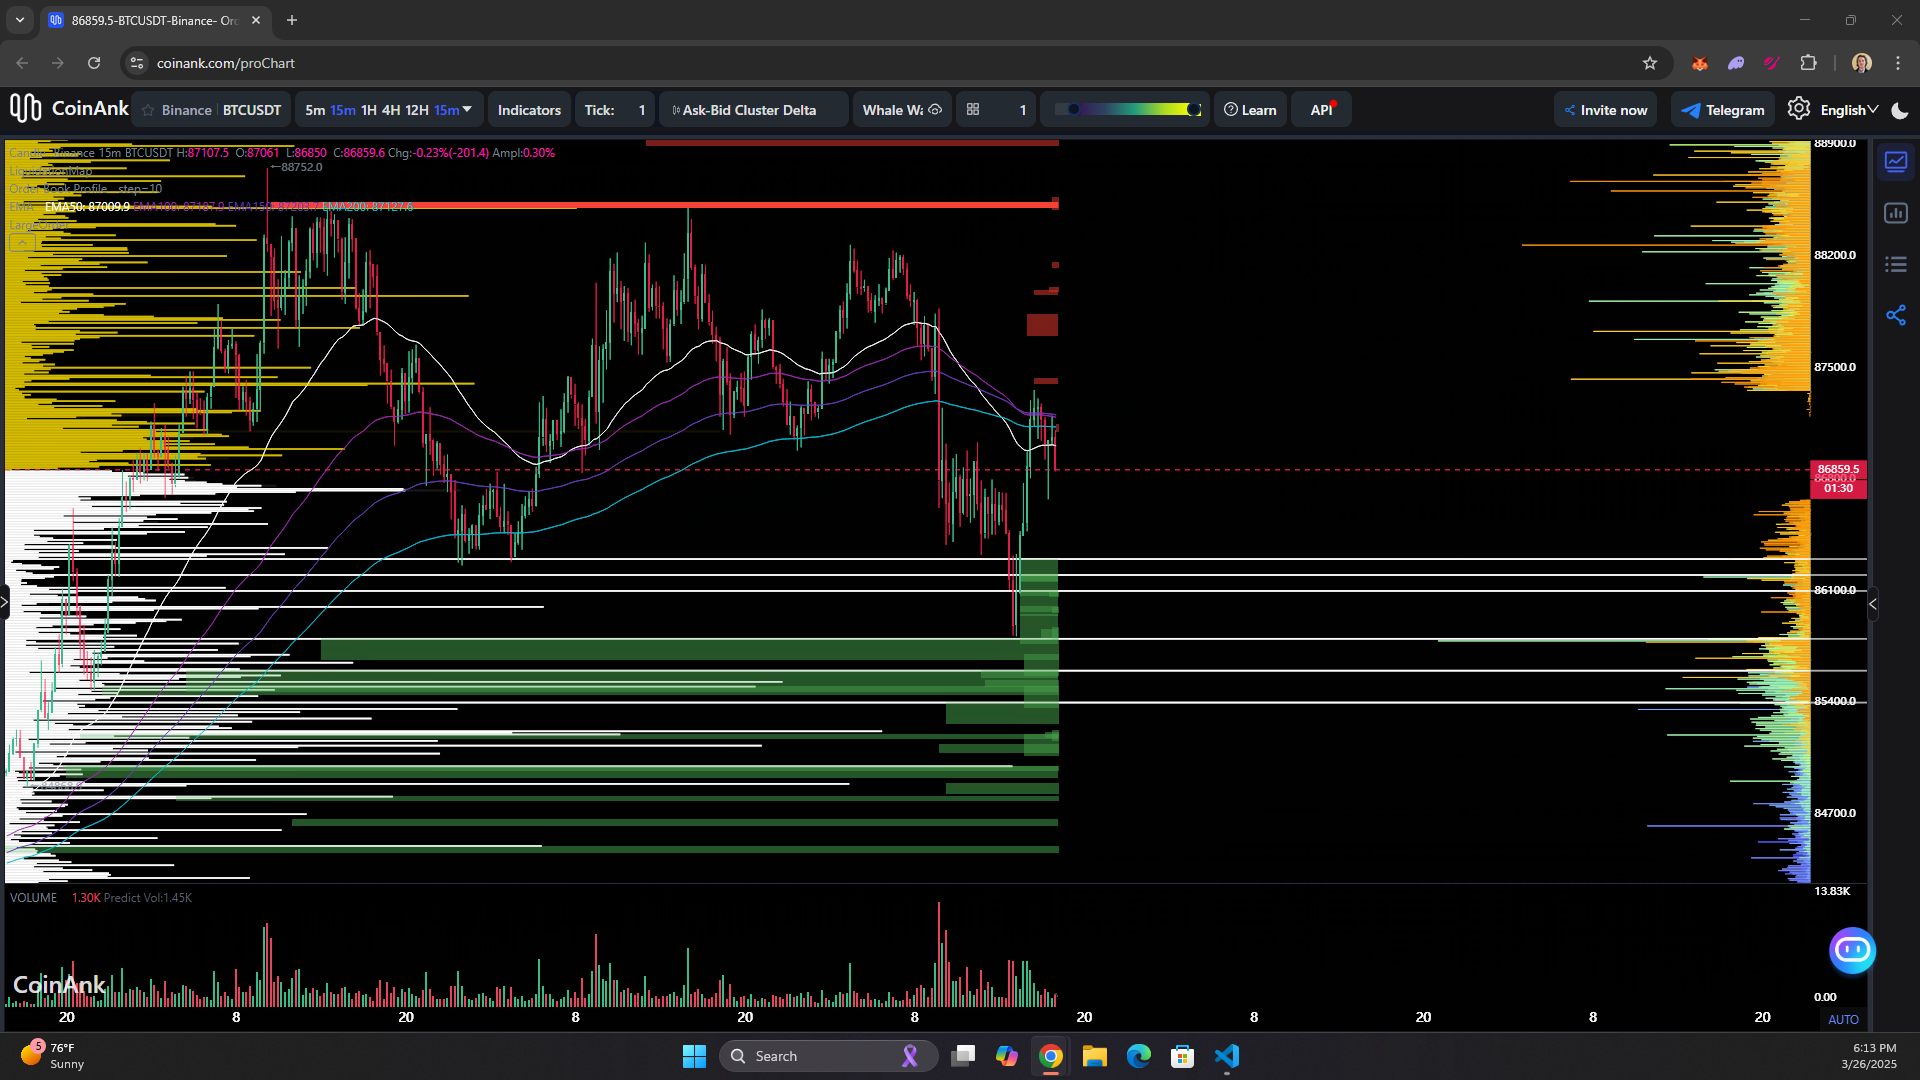 86859.5-BTCUSDT-Binance- Ord
coinank.com/proChart
CoinAnk
Binance BTCUSDT
5m 15m 1H 4H 12H 15m
Indicators
Tick: 1
Ask-Bid Cluster Delta
Whale Wa
1
Learn
API
Invite now
Telegram
English
Candle Binance 15m BTCUSDT H:87107.5 O:87061 L:86850 C:86859.6 Chg:-0.23%(-201.4) Ampl:0.30%
LiquidationMap
Order Book Profile step=10
EMA EMA50: 87009.9 EMA200: 87127.6
LargeOrder
←88752.0
88900.0
88200.0
87500.0
86859.5
86800.0
01:30
86100.0
85400.0
84700.0
VOLUME 1.30K Predict Vol:1.45K
13.83K
0.00
CoinAnk
20 8 20 8 20 8 20 8 20 8 20
AUTO
5
76°F
Sunny
Search
6:13 PM
3/26/2025